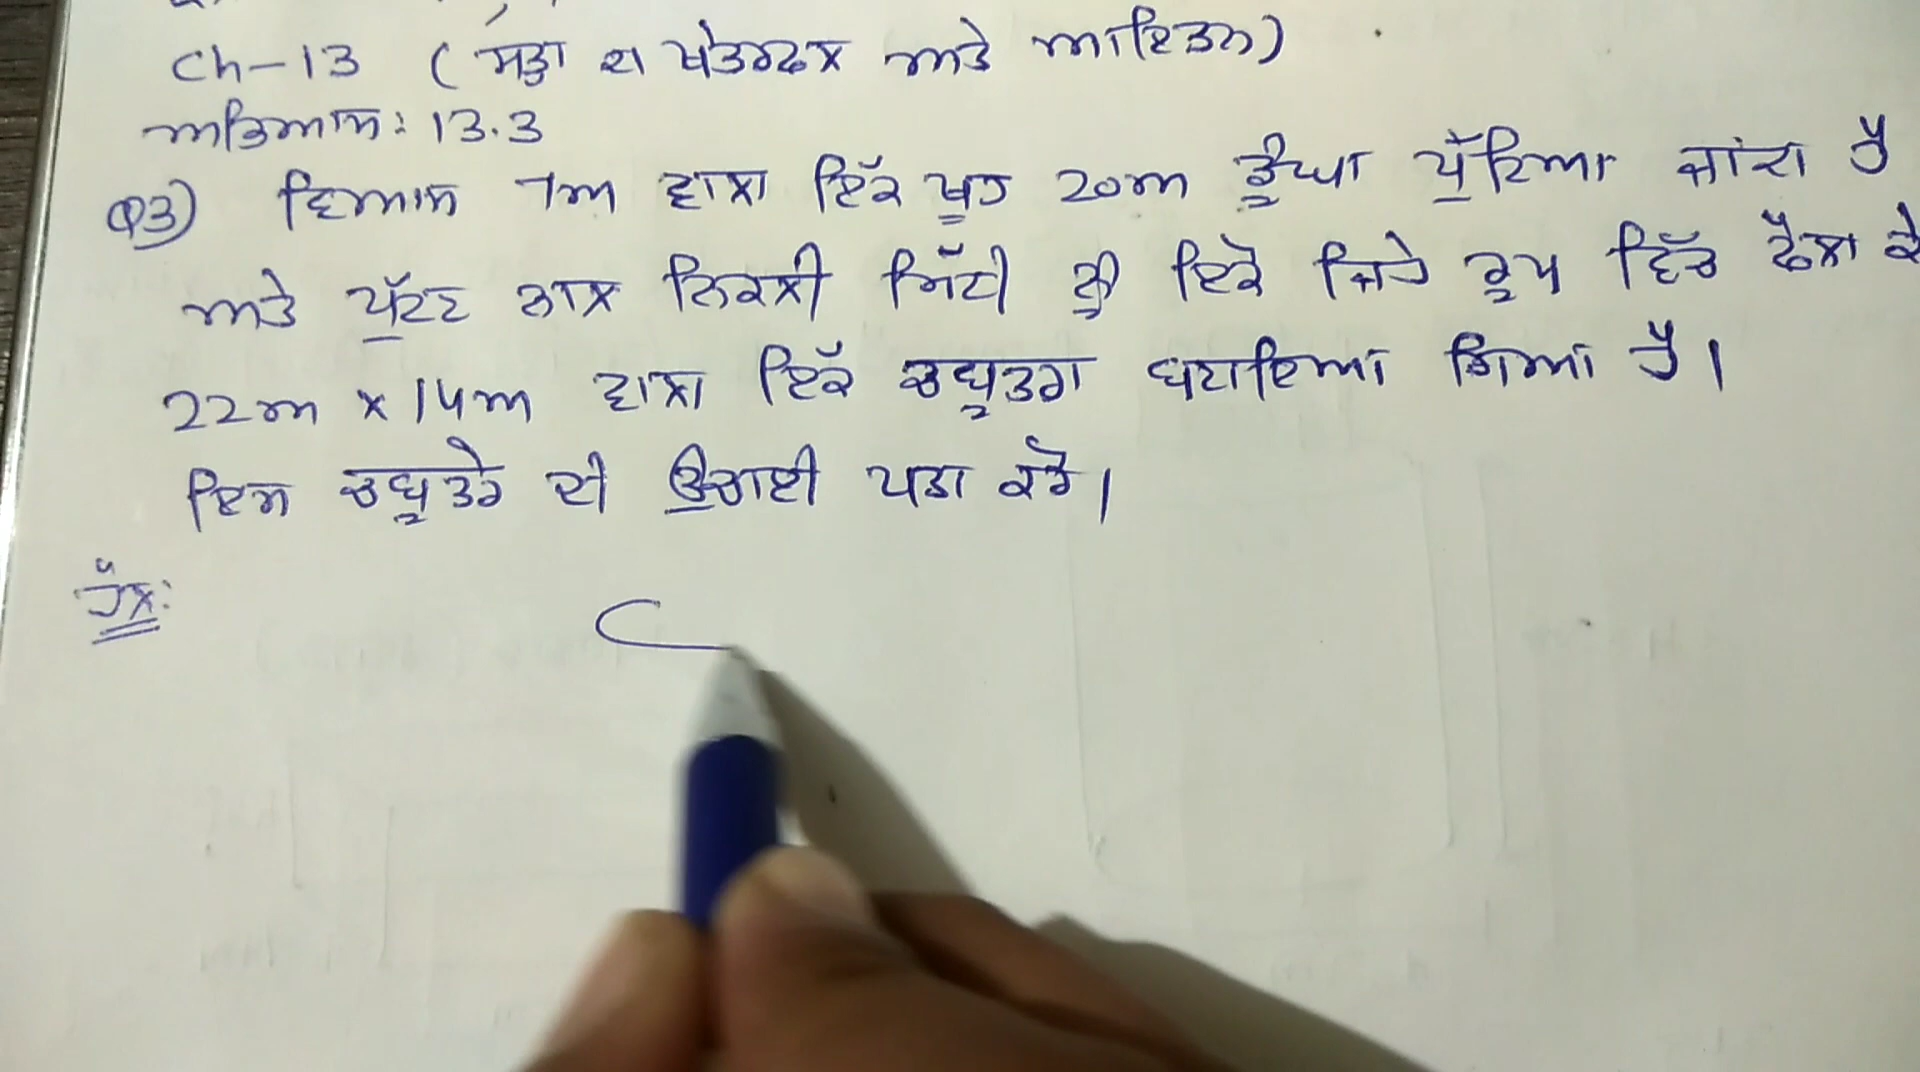 Ch-13 (ਸਤ੍ਹਾ ਦਾ ਖੇਤਰਫਲ ਅਤੇ ਆਇਤਨ)
ਅਭਿਆਸ: 13.3
Q3) ਵਿਆਸ 7m ਵਾਲਾ ਇੱਕ ਖੂਹ 20m ਡੂੰਘਾ ਪੁੱਟਿਆ ਜਾਂਦਾ ਹੈ
ਅਤੇ ਪੁੱਟਣ ਨਾਲ ਨਿਕਲੀ ਮਿੱਟੀ ਨੂੰ ਇਕੋ ਜਿਹੇ ਰੂਪ ਵਿੱਚ ਫੈਲਾ ਕੇ
22m x 14m ਵਾਲਾ ਇੱਕ ਚਬੂਤਰਾ ਬਣਾਇਆ ਗਿਆ ਹੈ।
ਇਸ ਚਬੂਤਰੇ ਦੀ ਉਚਾਈ ਪਤਾ ਕਰੋ।
ਹੱਲ: